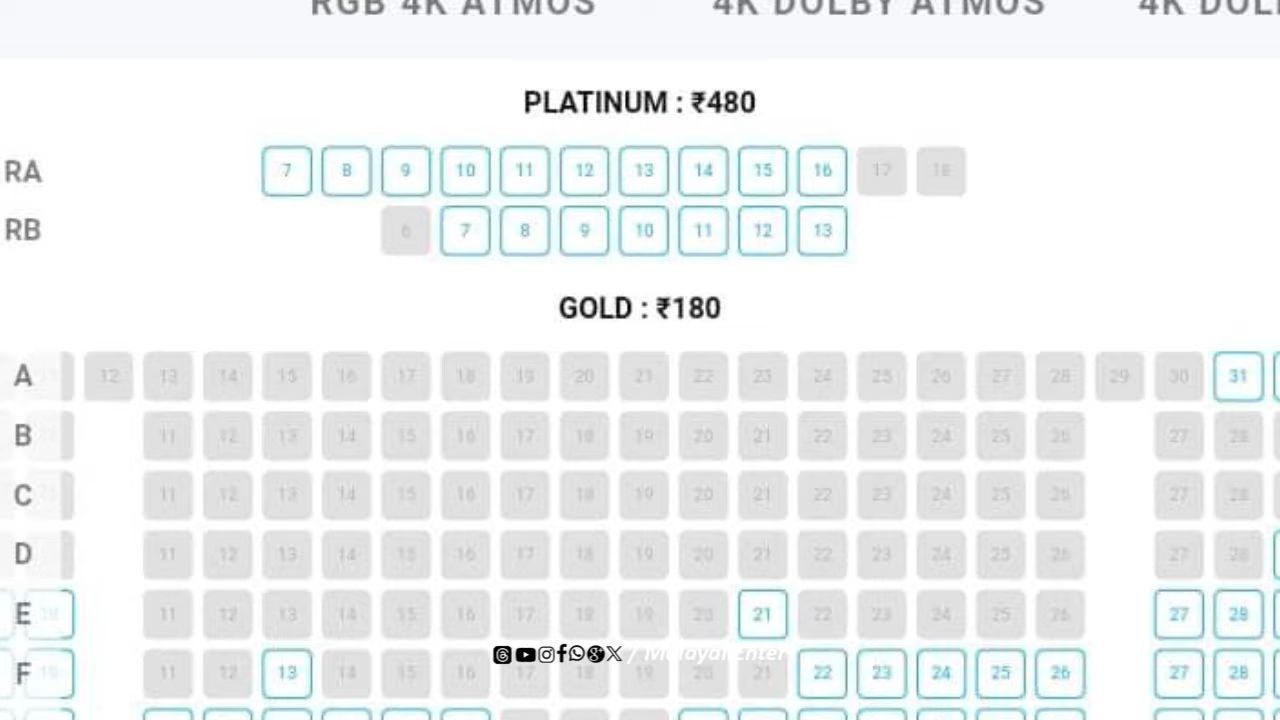 RGB 4K ATMOS 4K DOLBY ATMOS 4K
PLATINUM : ₹480
RA 7 8 9 10 11 12 13 14 15 16 17 18
RB 6 7 8 9 10 11 12 13
GOLD : ₹180
A 12 13 14 15 16 17 18 19 20 21 22 23 24 25 26 27 28 29 30 31
B 11 12 13 14 15 16 17 18 19 20 21 22 23 24 25 26 27 28
C 11 12 13 14 15 16 17 18 19 20 21 22 23 24 25 26 27 28
D 11 12 13 14 15 16 17 18 19 20 21 22 23 24 25 26 27 28
E 10 11 12 13 14 15 16 17 18 19 20 21 22 23 24 25 26 27 28
F 10 11 12 13 14 15 16 17 18 19 20 21 22 23 24 25 26 27 28